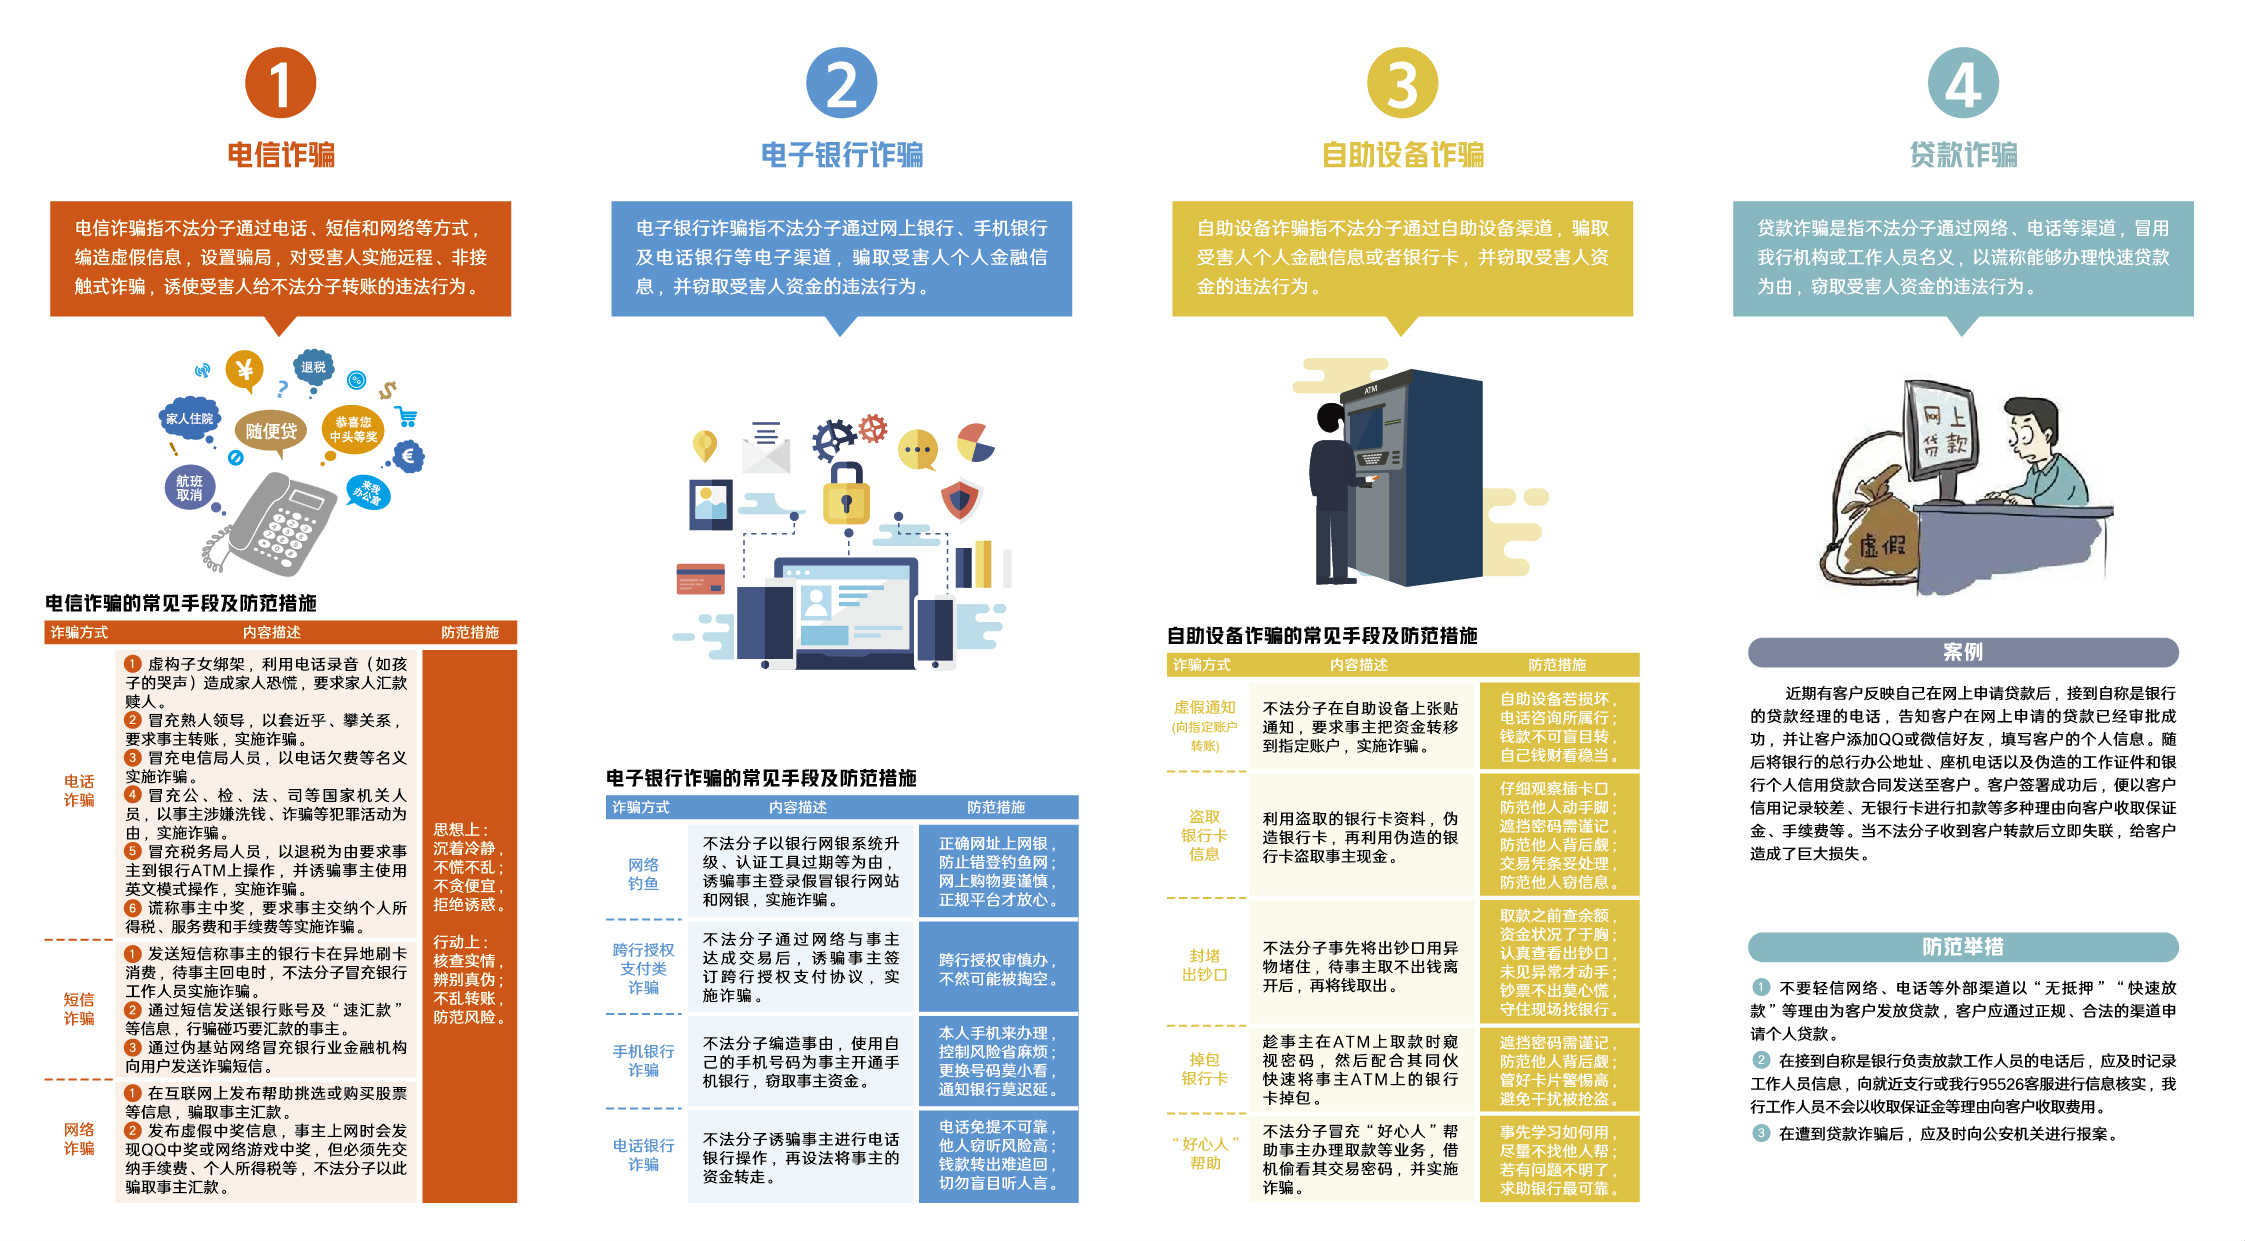 1
电信诈骗
电信诈骗指不法分子通过电话、短信和网络等方式，
编造虚假信息，设置骗局，对受害人实施远程、非接
触式诈骗，诱使受害人给不法分子转账的违法行为。
¥
退税
?
%
$
家人住院
随便贷
恭喜您
中头等奖
!
€
航班
取消
来我
办公室
电信诈骗的常见手段及防范措施
诈骗方式 内容描述 防范措施
电话
诈骗
1 虚构子女绑架，利用电话录音（如孩
子的哭声）造成家人恐慌，要求家人汇款
赎人。
2 冒充熟人领导，以套近乎、攀关系，
要求事主转账，实施诈骗。
3 冒充电信局人员，以电话欠费等名义
实施诈骗。
4 冒充公、检、法、司等国家机关人
员，以事主涉嫌洗钱、诈骗等犯罪活动为
由，实施诈骗。
5 冒充税务局人员，以退税为由要求事
主到银行ATM上操作，并诱骗事主使用
英文模式操作，实施诈骗。
6 谎称事主中奖，要求事主交纳个人所
得税、服务费和手续费等实施诈骗。
短信
诈骗
1 发送短信称事主的银行卡在异地刷卡
消费，待事主回电时，不法分子冒充银行
工作人员实施诈骗。
2 通过短信发送银行账号及“速汇款”
等信息，行骗碰巧要汇款的事主。
3 通过伪基站网络冒充银行业金融机构
向用户发送诈骗短信。
网络
诈骗
1 在互联网上发布帮助挑选或购买股票
等信息，骗取事主汇款。
2 发布虚假中奖信息，事主上网时会发
现QQ中奖或网络游戏中奖，但必须先交
纳手续费、个人所得税等，不法分子以此
骗取事主汇款。
思想上：
沉着冷静，
不慌不乱；
不贪便宜，
拒绝诱惑。
行动上：
核查实情，
辨别真伪；
不乱转账，
防范风险。
2
电子银行诈骗
电子银行诈骗指不法分子通过网上银行、手机银行
及电话银行等电子渠道，骗取受害人个人金融信
息，并窃取受害人资金的违法行为。
电子银行诈骗的常见手段及防范措施
诈骗方式 内容描述 防范措施
网络
钓鱼
不法分子以银行网银系统升
级、认证工具过期等为由，
诱骗事主登录假冒银行网站
和网银，实施诈骗。
正确网址上网银，
防止错登钓鱼网；
网上购物要谨慎，
正规平台才放心。
跨行授权
支付类
诈骗
不法分子通过网络与事主
达成交易后，诱骗事主签
订跨行授权支付协议，实
施诈骗。
跨行授权审慎办，
不然可能被掏空。
手机银行
诈骗
不法分子编造事由，使用自
己的手机号码为事主开通手
机银行，窃取事主资金。
本人手机来办理，
控制风险省麻烦；
更换号码莫小看，
通知银行莫迟延。
电话银行
诈骗
不法分子诱骗事主进行电话
银行操作，再设法将事主的
资金转走。
电话免提不可靠，
他人窃听风险高；
钱款转出难追回，
切勿盲目听人言。
3
自助设备诈骗
自助设备诈骗指不法分子通过自助设备渠道，骗取
受害人个人金融信息或者银行卡，并窃取受害人资
金的违法行为。
ATM
自助设备诈骗的常见手段及防范措施
诈骗方式 内容描述 防范措施
虚假通知
(向指定账户
转账)
不法分子在自助设备上张贴
通知，要求事主把资金转移
到指定账户，实施诈骗。
自助设备若损坏，
电话咨询所属行；
钱款不可盲目转，
自己钱财看稳当。
盗取
银行卡
信息
利用盗取的银行卡资料，伪
造银行卡，再利用伪造的银
行卡盗取事主现金。
仔细观察插卡口，
防范他人动手脚；
遮挡密码需谨记，
防范他人背后觑；
交易凭条妥处理，
防范他人窃信息。
封堵
出钞口
不法分子事先将出钞口用异
物堵住，待事主取不出钱离
开后，再将钱取出。
取款之前查余额，
资金状况了于胸；
认真查看出钞口，
未见异常才动手；
钞票不出莫心慌，
守住现场找银行。
掉包
银行卡
趁事主在ATM上取款时窥
视密码，然后配合其同伙
快速将事主ATM上的银行
卡掉包。
遮挡密码需谨记，
防范他人背后觑；
管好卡片警惕高，
避免干扰被抢盗。
“好心人”
帮助
不法分子冒充“好心人”帮
助事主办理取款等业务，借
机偷看其交易密码，并实施
诈骗。
事先学习如何用，
尽量不找他人帮；
若有问题不明了，
求助银行最可靠。
4
贷款诈骗
贷款诈骗是指不法分子通过网络、电话等渠道，冒用
我行机构或工作人员名义，以谎称能够办理快速贷款
为由，窃取受害人资金的违法行为。
网上
贷款
虚假
案例
近期有客户反映自己在网上申请贷款后，接到自称是银行
的贷款经理的电话，告知客户在网上申请的贷款已经审批成
功，并让客户添加QQ或微信好友，填写客户的个人信息。随
后将银行的总行办公地址、座机电话以及伪造的工作证件和银
行个人信用贷款合同发送至客户。客户签署成功后，便以客户
信用记录较差、无银行卡进行扣款等多种理由向客户收取保证
金、手续费等。当不法分子收到客户转款后立即失联，给客户
造成了巨大损失。
防范举措
1 不要轻信网络、电话等外部渠道以“无抵押”“快速放
款”等理由为客户发放贷款，客户应通过正规、合法的渠道申
请个人贷款。
2 在接到自称是银行负责放款工作人员的电话后，应及时记录
工作人员信息，向就近支行或我行95526客服进行信息核实，我
行工作人员不会以收取保证金等理由向客户收取费用。
3 在遭到贷款诈骗后，应及时向公安机关进行报案。